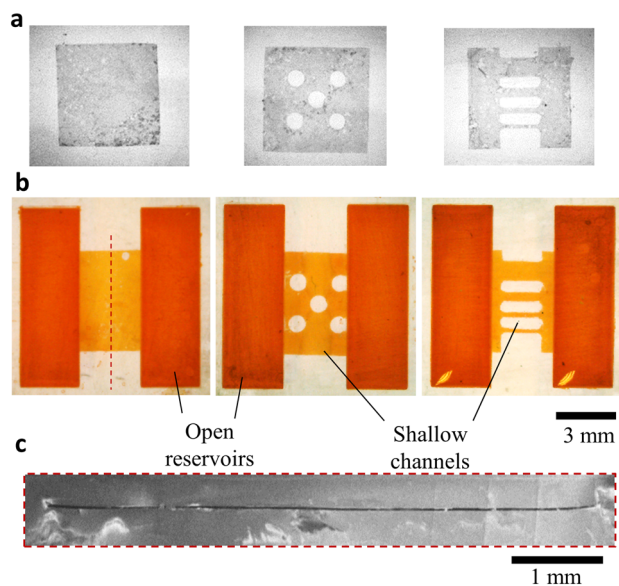 a
b
Open
reservoirs
Shallow
channels
3 mm
c
1 mm